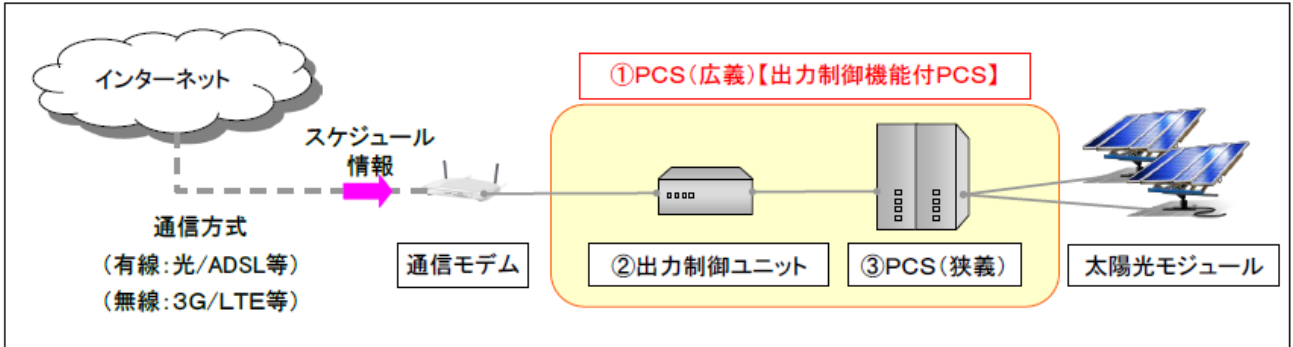 インターネット
①PCS(広義)【出力制御機能付PCS】
スケジュール
情報
通信方式
(有線:光/ADSL等)
(無線:3G/LTE等)
通信モデム
②出力制御ユニット
③PCS(狭義)
太陽光モジュール